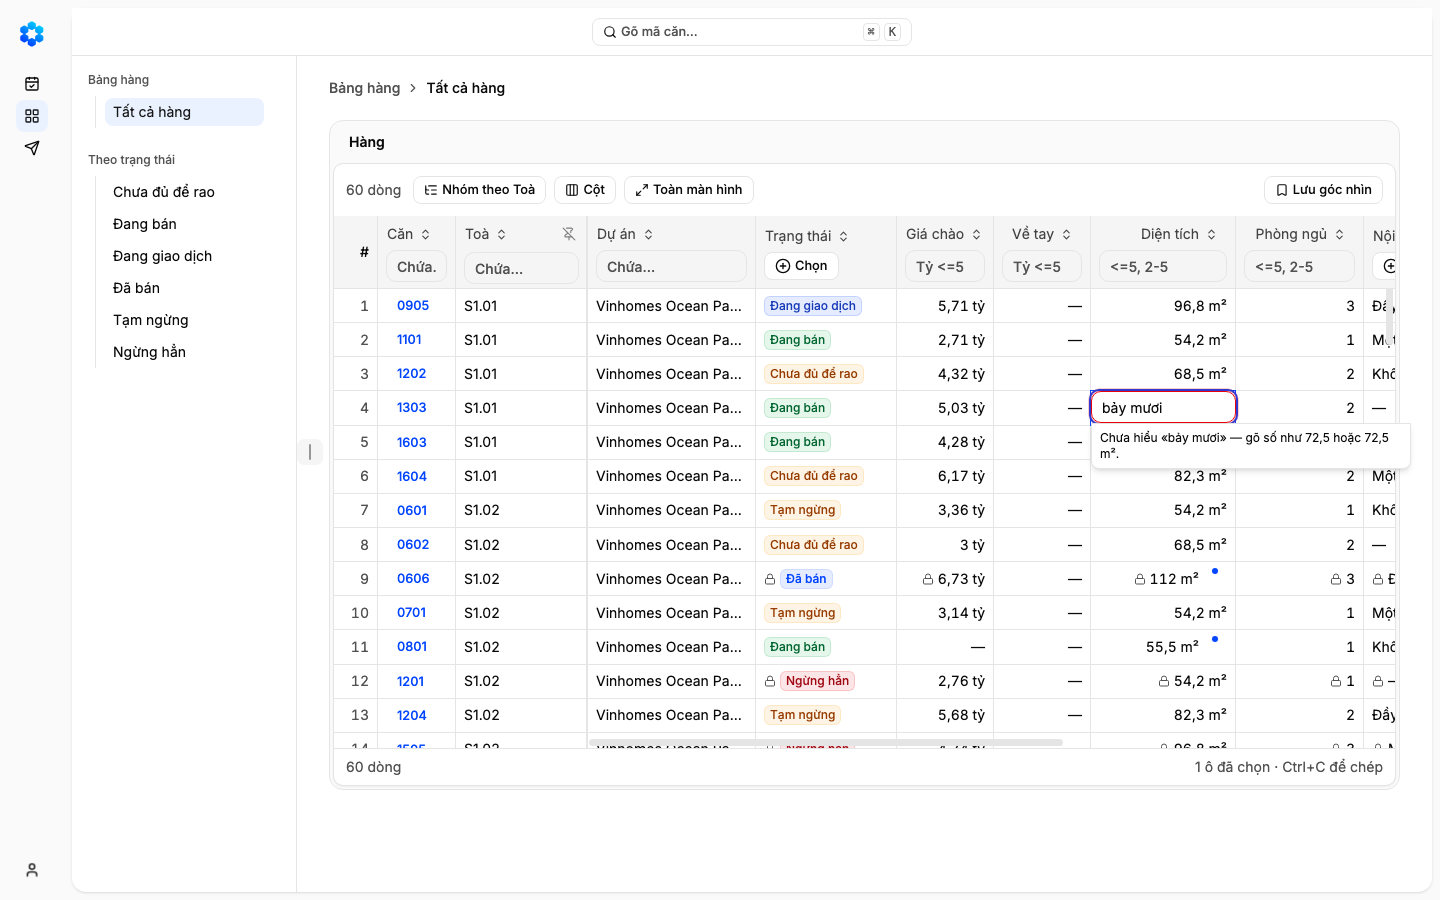 Gõ mã căn... ⌘ K
Bảng hàng
Tất cả hàng
Theo trạng thái
Chưa đủ để rao
Đang bán
Đang giao dịch
Đã bán
Tạm ngừng
Ngừng hẳn
Bảng hàng > Tất cả hàng
Hàng
60 dòng Nhóm theo Toà Cột Toàn màn hình Lưu góc nhìn
# Căn Toà Dự án Trạng thái Giá chào Về tay Diện tích Phòng ngủ Nội
Chứa. Chứa... Chứa... Chọn Tỷ <=5 Tỷ <=5 <=5, 2-5 <=5, 2-5
1 0905 S1.01 Vinhomes Ocean Pa... Đang giao dịch 5,71 tỷ — 96,8 m² 3
2 1101 S1.01 Vinhomes Ocean Pa... Đang bán 2,71 tỷ — 54,2 m² 1 Một
3 1202 S1.01 Vinhomes Ocean Pa... Chưa đủ để rao 4,32 tỷ — 68,5 m² 2 Khô
4 1303 S1.01 Vinhomes Ocean Pa... Đang bán 5,03 tỷ — bảy mươi 2 —
5 1603 S1.01 Vinhomes Ocean Pa... Đang bán 4,28 tỷ —
Chưa hiểu «bảy mươi» — gõ số như 72,5 hoặc 72,5
m².
6 1604 S1.01 Vinhomes Ocean Pa... Chưa đủ để rao 6,17 tỷ — 82,3 m² 2 Một
7 0601 S1.02 Vinhomes Ocean Pa... Tạm ngừng 3,36 tỷ — 54,2 m² 1 Khô
8 0602 S1.02 Vinhomes Ocean Pa... Chưa đủ để rao 3 tỷ — 68,5 m² 2 —
9 0606 S1.02 Vinhomes Ocean Pa... Đã bán 6,73 tỷ — 112 m² 3
10 0701 S1.02 Vinhomes Ocean Pa... Tạm ngừng 3,14 tỷ — 54,2 m² 1 Một
11 0801 S1.02 Vinhomes Ocean Pa... Đang bán — — 55,5 m² 1 Khô
12 1201 S1.02 Vinhomes Ocean Pa... Ngừng hẳn 2,76 tỷ — 54,2 m² 1 —
13 1204 S1.02 Vinhomes Ocean Pa... Tạm ngừng 5,68 tỷ — 82,3 m² 2 Đầy
60 dòng 1 ô đã chọn · Ctrl+C để chép